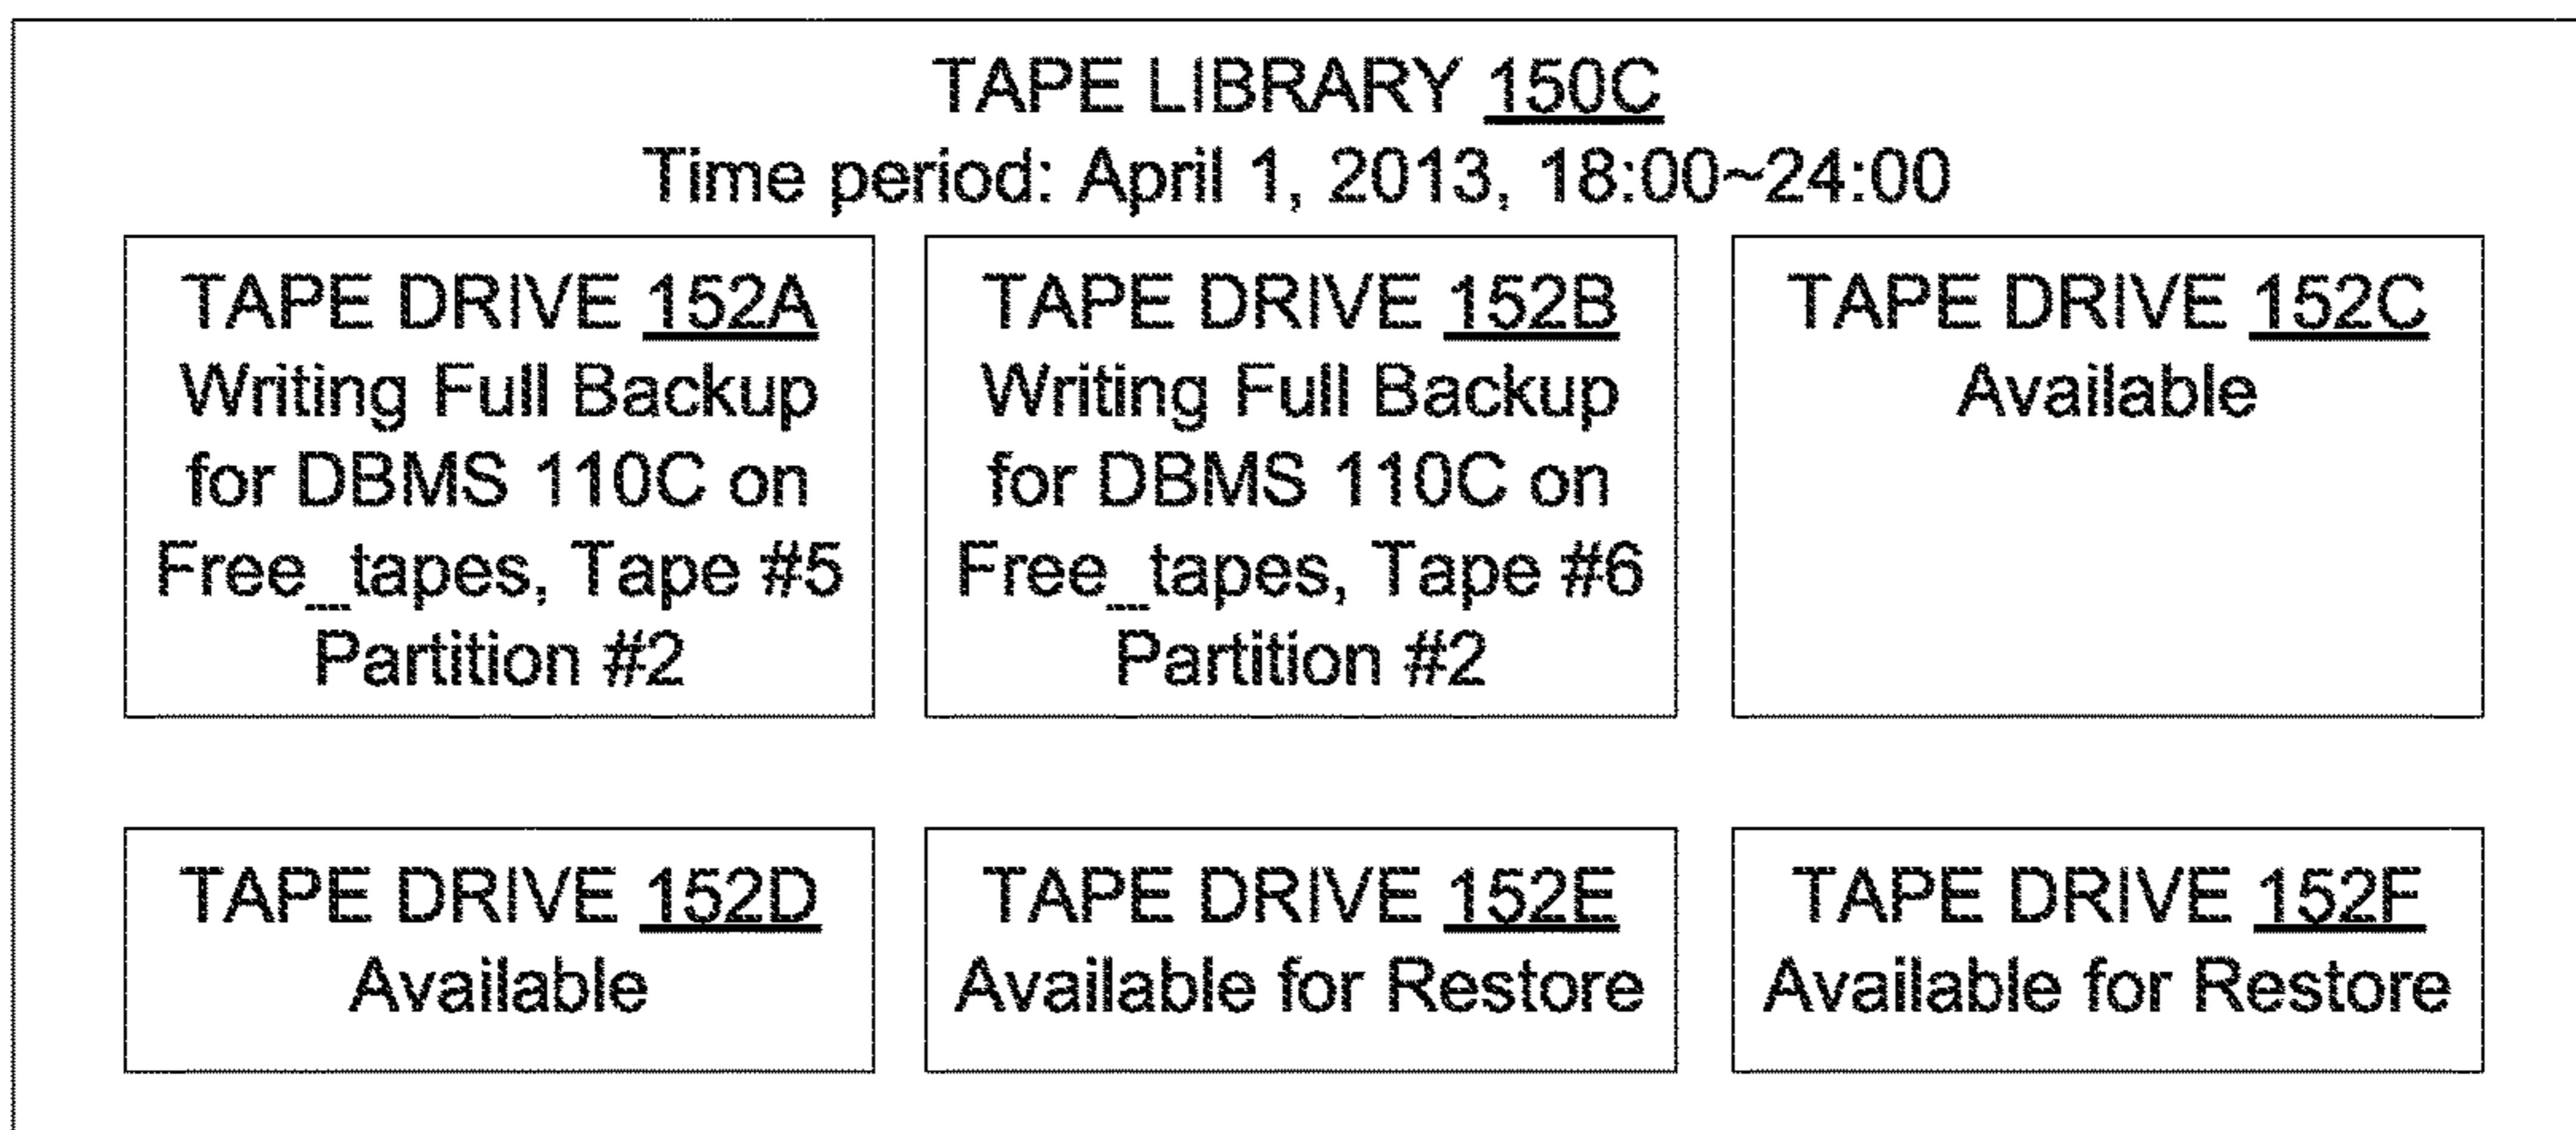 TAPE LIBRARY 150C
Time period: April 1, 2013, 18:00~24:00
TAPE DRIVE 152A
Writing Full Backup
for DBMS 110C on
Free_tapes, Tape #5
Partition #2
TAPE DRIVE 152B
Writing Full Backup
for DBMS 110C on
Free_tapes, Tape #6
Partition #2
TAPE DRIVE 152C
Available
TAPE DRIVE 152D
Available
TAPE DRIVE 152E
Available for Restore
TAPE DRIVE 152F
Available for Restore